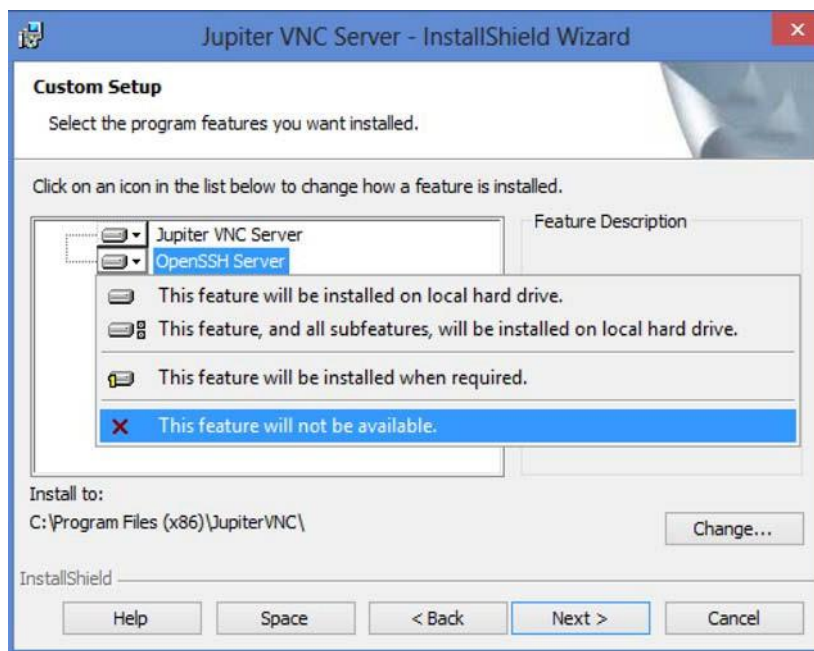 Jupiter VNC Server - InstallShield Wizard
Custom Setup
Select the program features you want installed.
Click on an icon in the list below to change how a feature is installed.
Jupiter VNC Server
OpenSSH Server
Feature Description
This feature will be installed on local hard drive.
This feature, and all subfeatures, will be installed on local hard drive.
This feature will be installed when required.
This feature will not be available.
Install to:
C:\Program Files (x86)\JupiterVNC\
Change...
InstallShield
Help Space < Back Next > Cancel